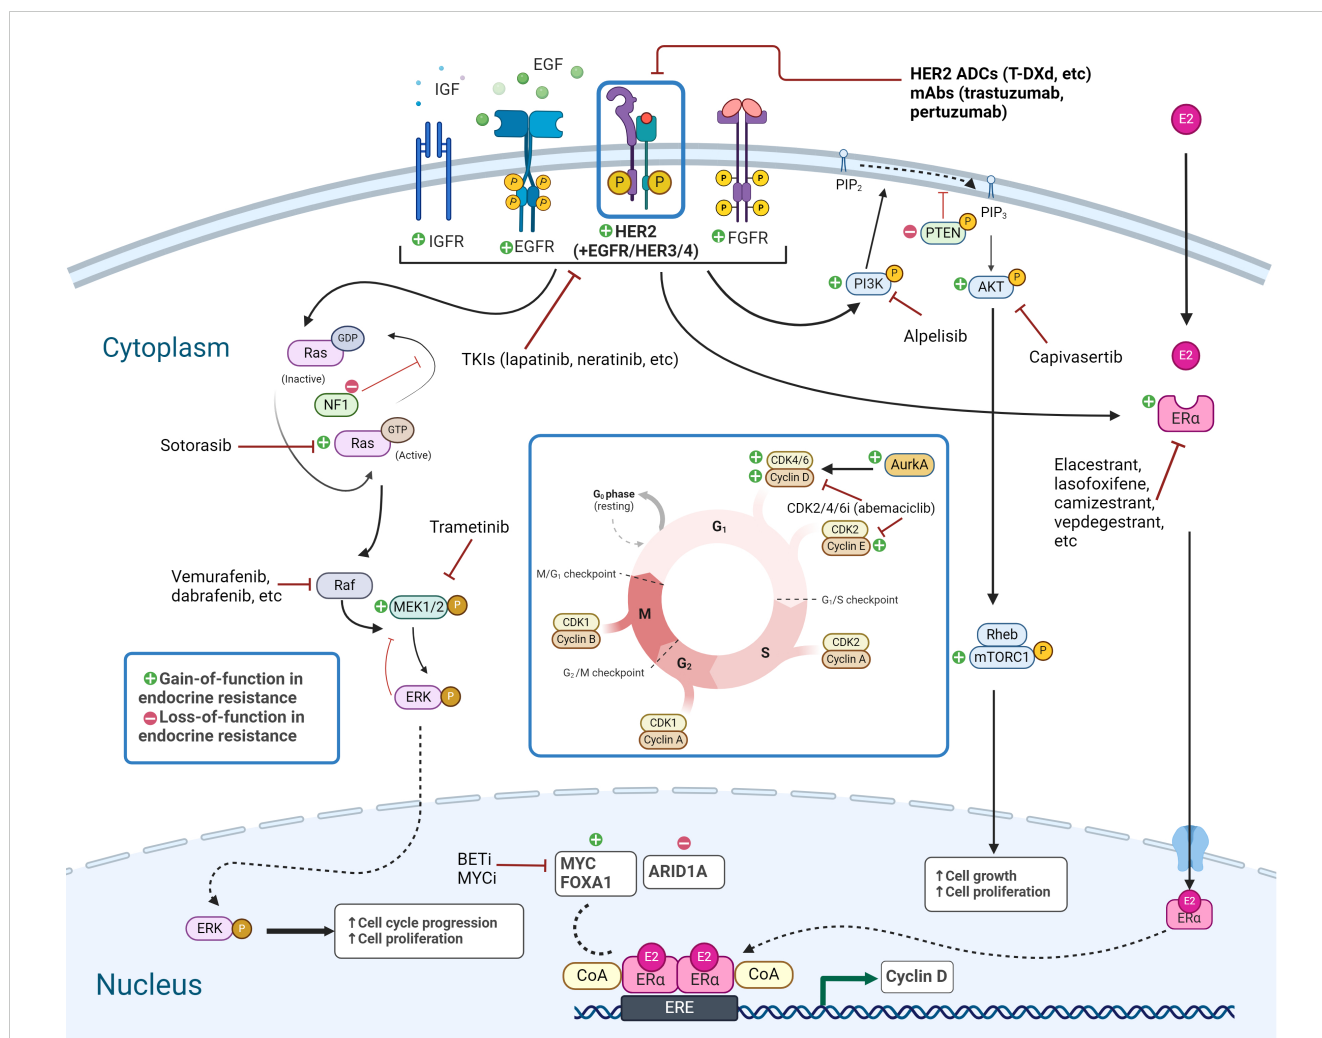 EGF
IGF
HER2 ADCs (T-DXd, etc)
mAbs (trastuzumab,
pertuzumab)
E2
P
P
P
P
P
P
P
P
P
P
PIP2
PIP3
IGFR
EGFR
HER2
(+EGFR/HER3/4)
FGFR
PTEN
P
PI3K
P
AKT
P
Alpelisib
Capivasertib
TKIs (lapatinib, neratinib, etc)
Cytoplasm
Ras
GDP
(Inactive)
NF1
Sotorasib
Ras
GTP
(Active)
E2
ERα
Elacestrant,
lasofoxifene,
camizestrant,
vepdegestrant,
etc
Trametinib
Vemurafenib,
dabrafenib, etc
Raf
MEK1/2
P
ERK
P
Gain-of-function in
endocrine resistance
Loss-of-function in
endocrine resistance
CDK4/6
Cyclin D
AurkA
CDK2/4/6i (abemaciclib)
CDK2
Cyclin E
G0 phase
(resting)
G1
M/G1 checkpoint
G1/S checkpoint
M
CDK1
Cyclin B
G2/M checkpoint
G2
S
CDK2
Cyclin A
CDK1
Cyclin A
Rheb
mTORC1
P
BETi
MYCi
MYC
FOXA1
ARID1A
↑Cell growth
↑Cell proliferation
E2
ERα
ERK
P
↑Cell cycle progression
↑Cell proliferation
Nucleus
CoA
E2
ERα
E2
ERα
CoA
Cyclin D
ERE